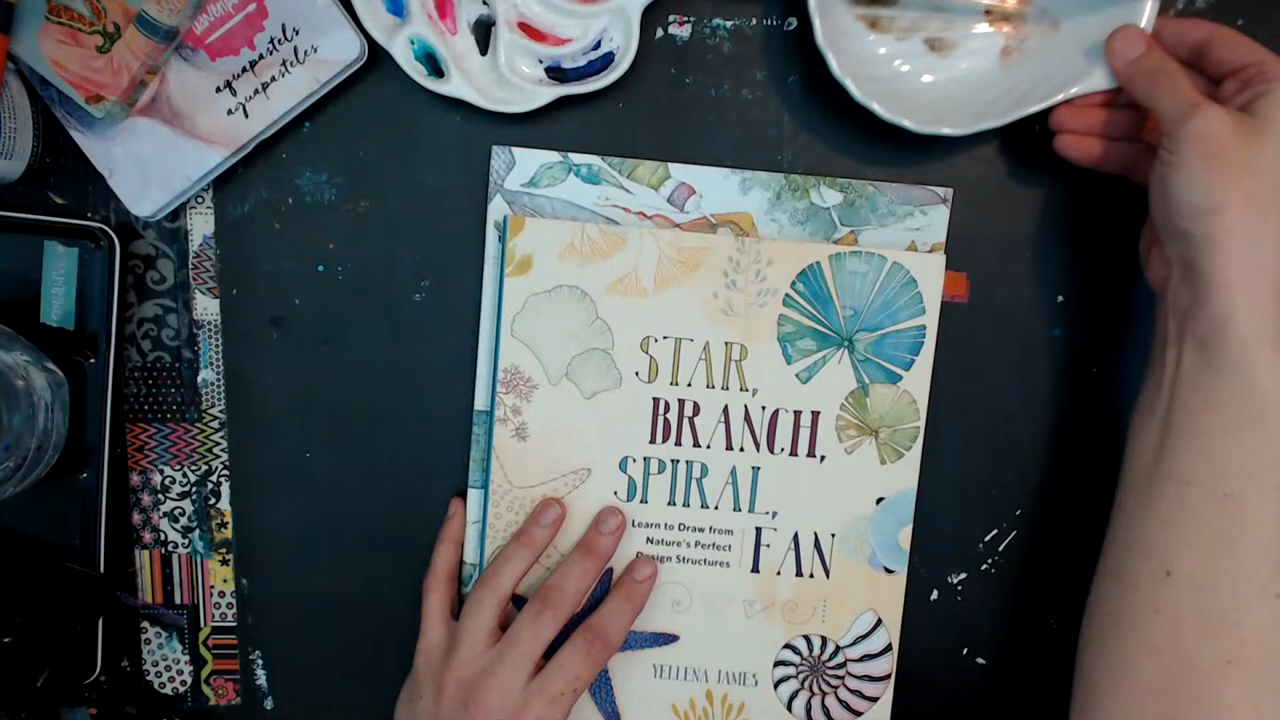 aquapastels
aquapasteles
STAR,
BRANCH,
SPIRAL,
FAN
Learn to Draw from
Nature's Perfect
Design Structures
YELLENA JAMES